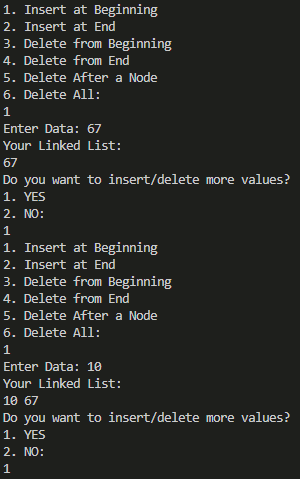 1. Insert at Beginning
2. Insert at End
3. Delete from Beginning
4. Delete from End
5. Delete After a Node
6. Delete All:
1
Enter Data: 67
Your Linked List:
67
Do you want to insert/delete more values?
1. YES
2. NO:
1
1. Insert at Beginning
2. Insert at End
3. Delete from Beginning
4. Delete from End
5. Delete After a Node
6. Delete All:
1
Enter Data: 10
Your Linked List:
10 67
Do you want to insert/delete more values?
1. YES
2. NO:
1